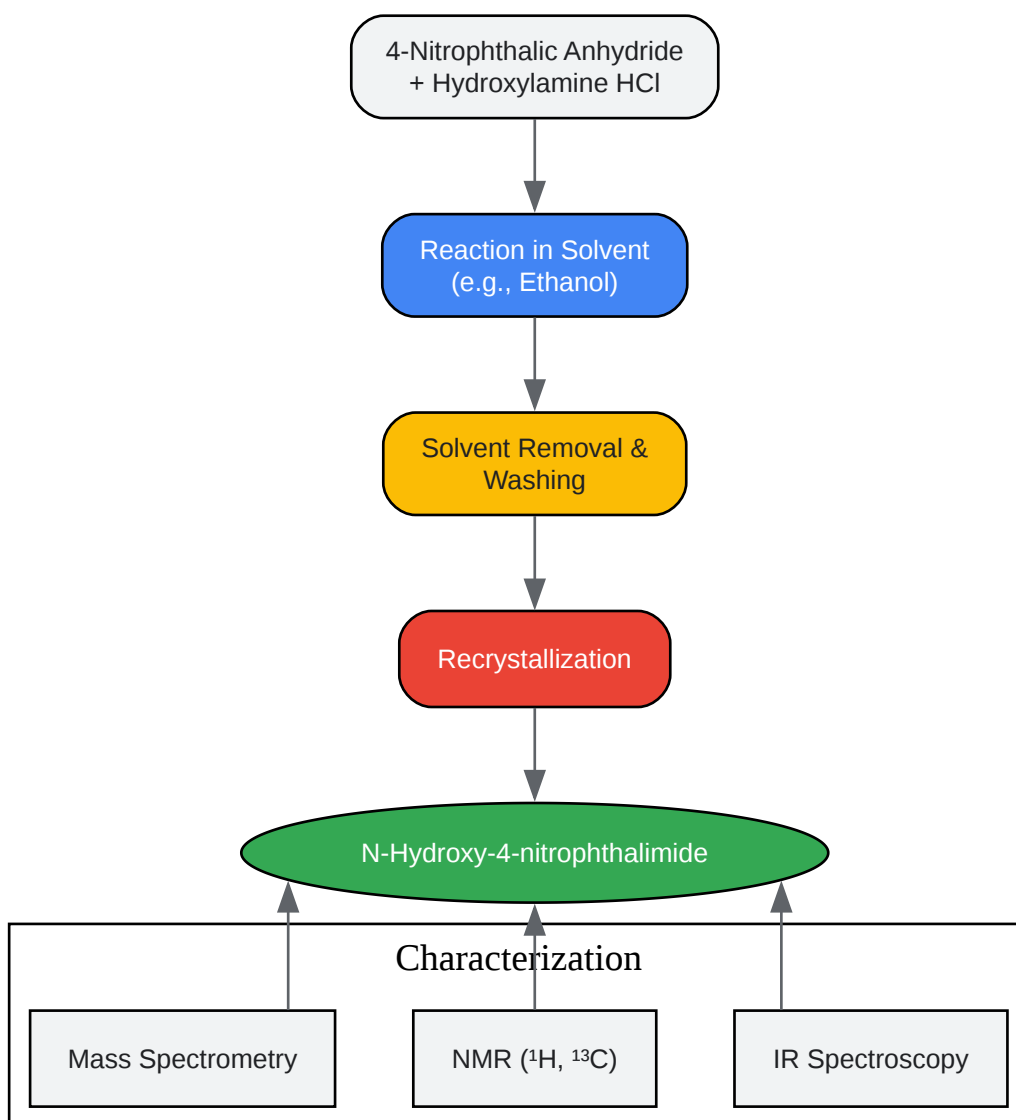 4-Nitrophthalic Anhydride
+ Hydroxylamine HCl
Reaction in Solvent
(e.g., Ethanol)
Solvent Removal &
Washing
Recrystallization
N-Hydroxy-4-nitrophthalimide
Characterization
Mass Spectrometry
NMR (¹H, ¹³C)
IR Spectroscopy